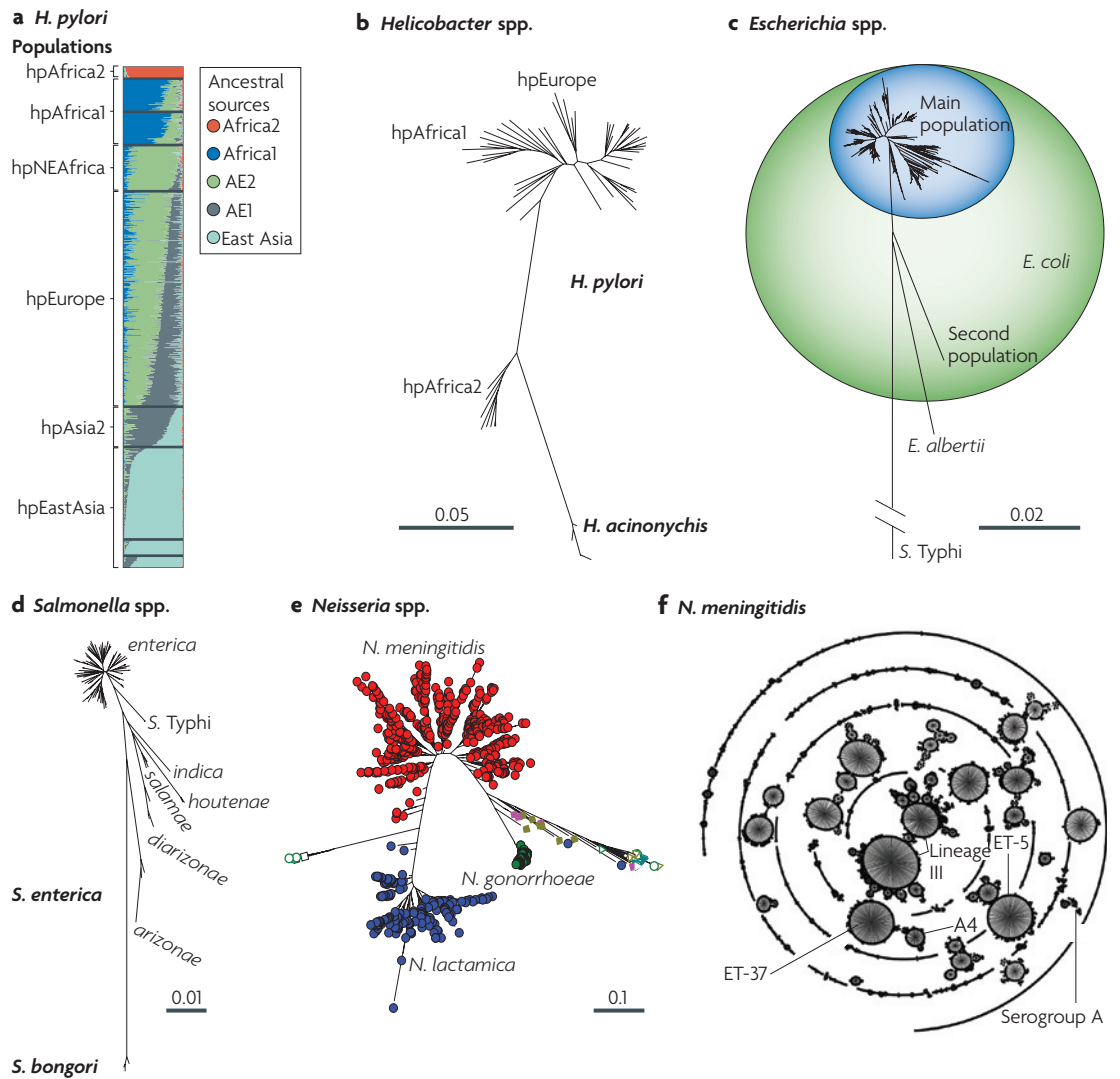 a H. pylori
Populations
hpAfrica2
hpAfrica1
hpNEAfrica
hpEurope
hpAsia2
hpEastAsia
Ancestral
sources
Africa2
Africa1
AE2
AE1
East Asia
b Helicobacter spp.
hpEurope
hpAfrica1
H. pylori
hpAfrica2
0.05
H. acinonychis
c Escherichia spp.
Main
population
E. coli
Second
population
E. albertii
0.02
S. Typhi
d Salmonella spp.
enterica
S. Typhi
indica
salamae
houtenae
diarizonae
S. enterica
arizonae
0.01
S. bongori
e Neisseria spp.
N. meningitidis
N. gonorrhoeae
N. lactamica
0.1
f N. meningitidis
Lineage
III
ET-5
A4
ET-37
Serogroup A